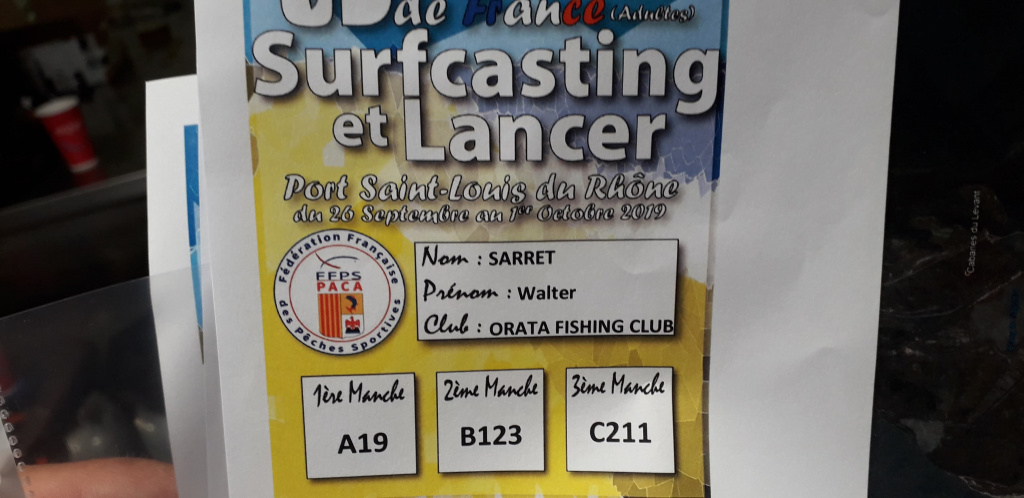 de France (Adultes)
Surfcasting
et Lancer
Port Saint-Louis du Rhône
du 26 Septembre au 1er Octobre 2019
Fédération Française
des Pêches Sportives
FFPS
PACA
Nom : SARRET
Prénom : Walter
Club : ORATA FISHING CLUB
1ère Manche
2ème Manche
3ème Manche
A19
B123
C211